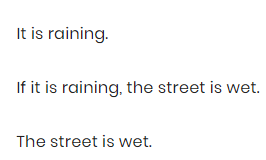 It is raining.
If it is raining, the street is wet.
The street is wet.